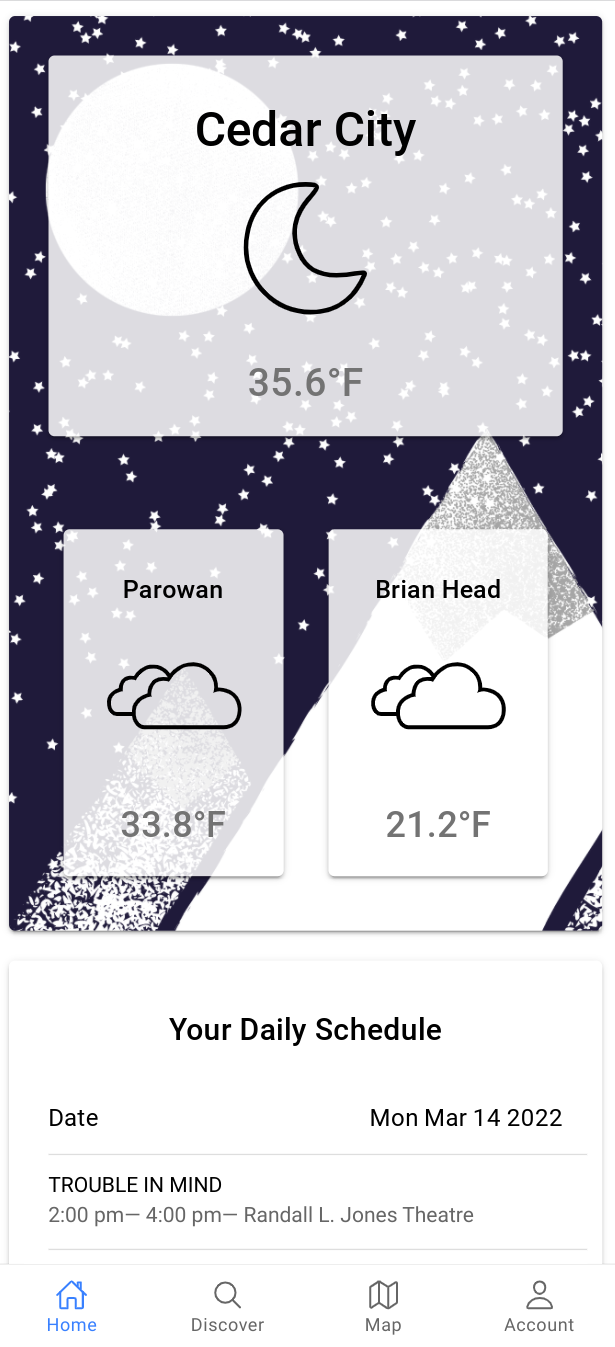 Cedar City
35.6°F
Parowan
Brian Head
33.8°F
21.2°F
Your Daily Schedule
Date Mon Mar 14 2022
TROUBLE IN MIND
2:00 pm— 4:00 pm— Randall L. Jones Theatre
Home Discover Map Account